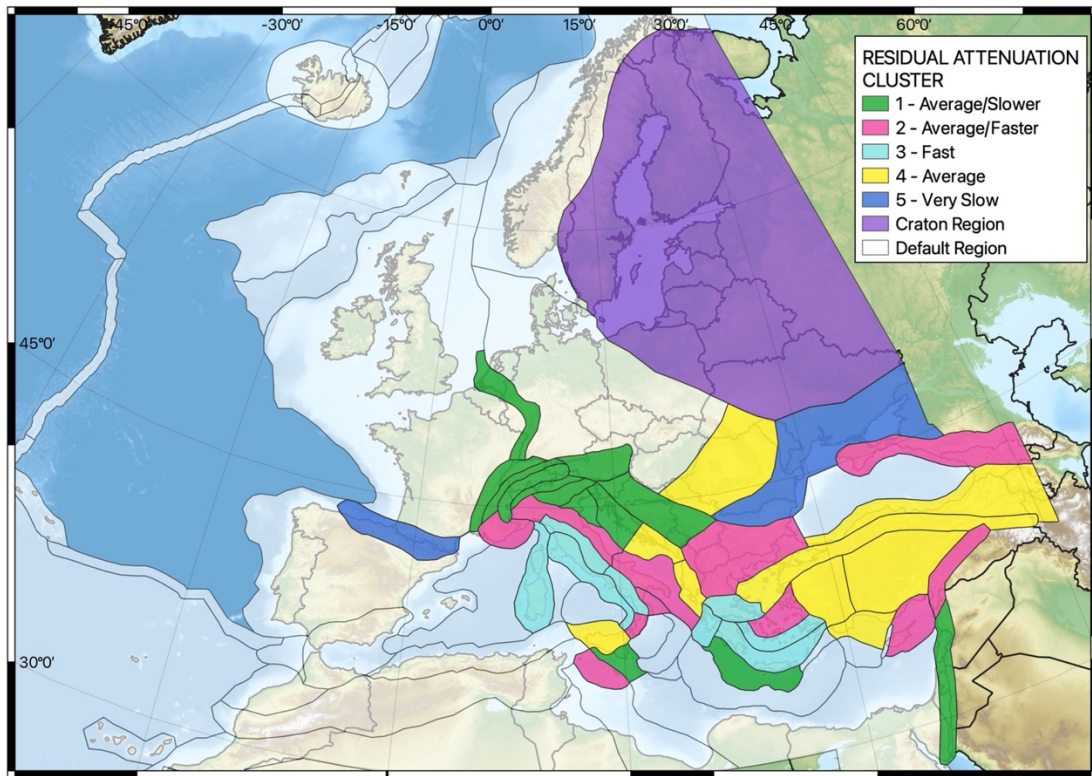 -45°0' -30°0' -15°0' 0°0' 15°0' 30°0' 45°0' 60°0'
RESIDUAL ATTENUATION
CLUSTER
1 - Average/Slower
2 - Average/Faster
3 - Fast
4 - Average
5 - Very Slow
Craton Region
Default Region
45°0'
30°0'